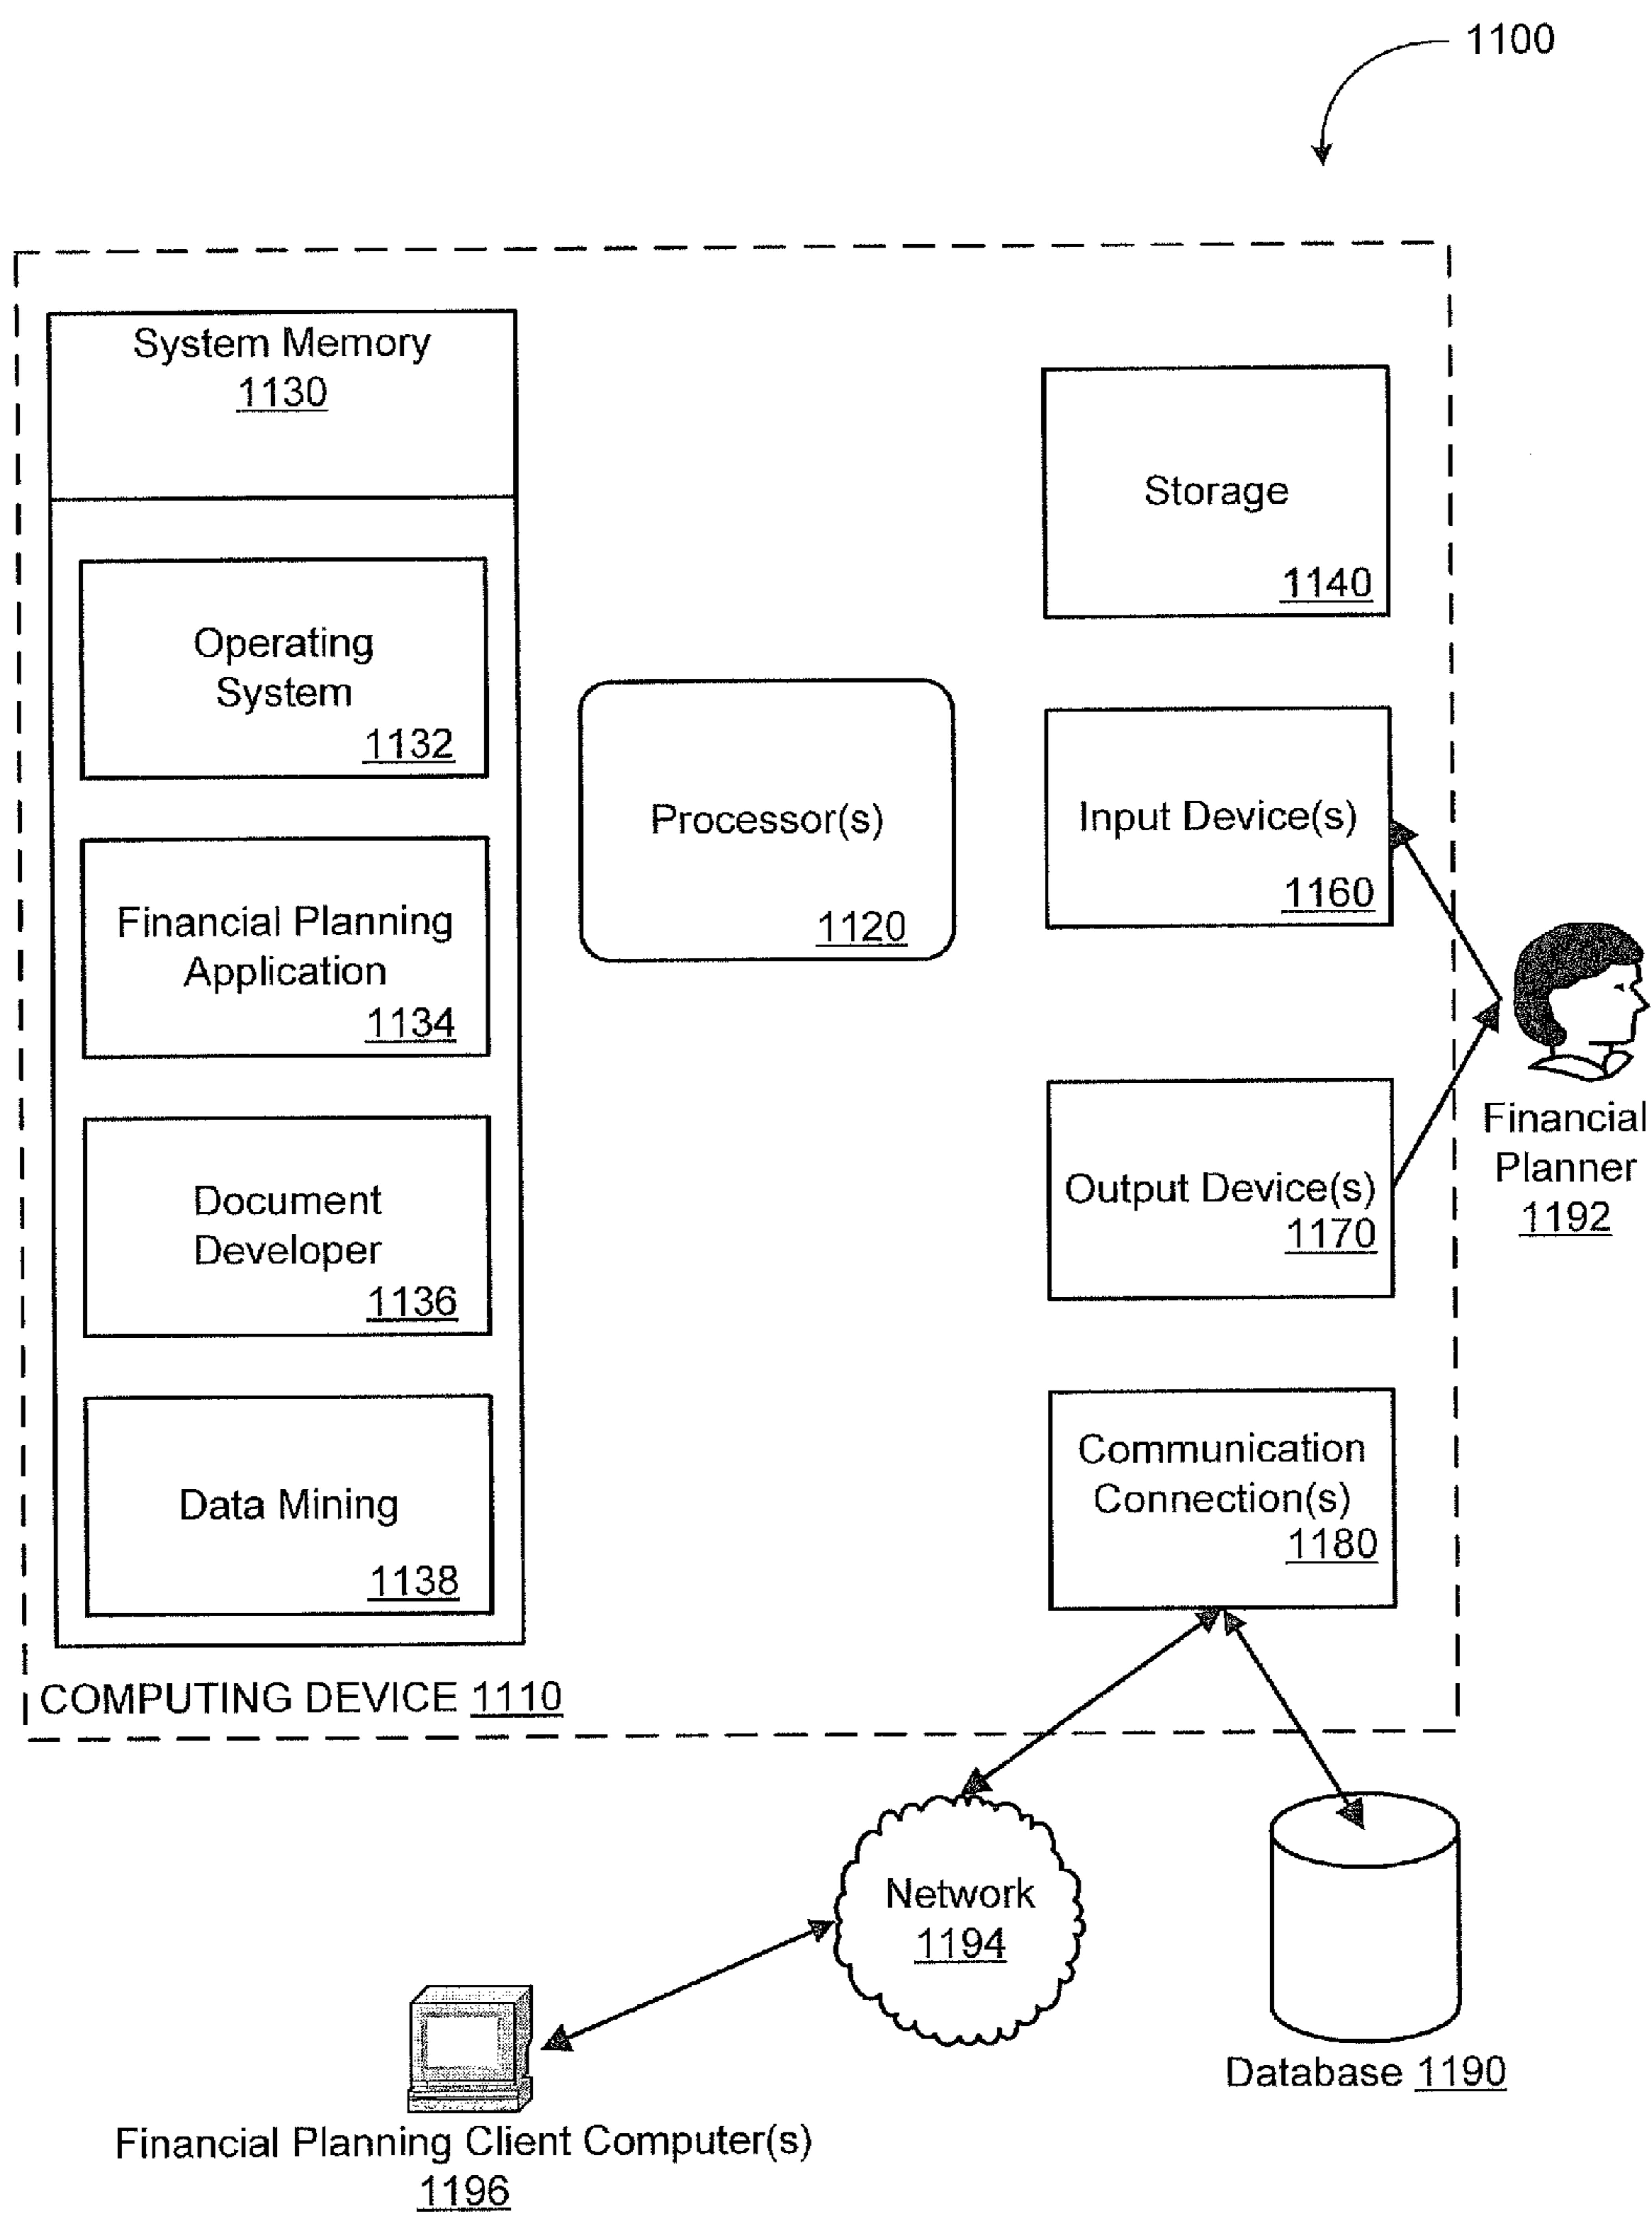 1100
System Memory
1130
Operating
System
1132
Financial Planning
Application
1134
Document
Developer
1136
Data Mining
1138
Processor(s)
1120
Storage
1140
Input Device(s)
1160
Output Device(s)
1170
Communication
Connection(s)
1180
Financial
Planner
1192
COMPUTING DEVICE 1110
Network
1194
Database 1190
Financial Planning Client Computer(s)
1196